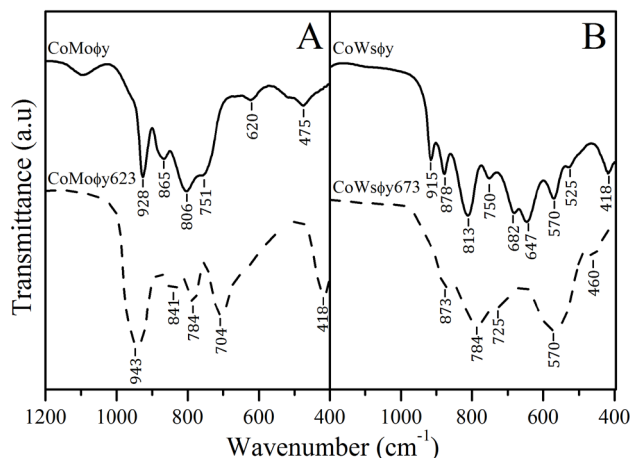 A
B
CoMoϕy
CoWsϕy
928
865
806
751
620
475
915
878
813
750
682
647
570
525
418
CoMoϕy623
CoWsϕy673
943
841
784
704
418
873
784
725
570
460
Transmittance (a.u)
1200 1000 800 600 400 1000 800 600 400
Wavenumber (cm⁻¹)